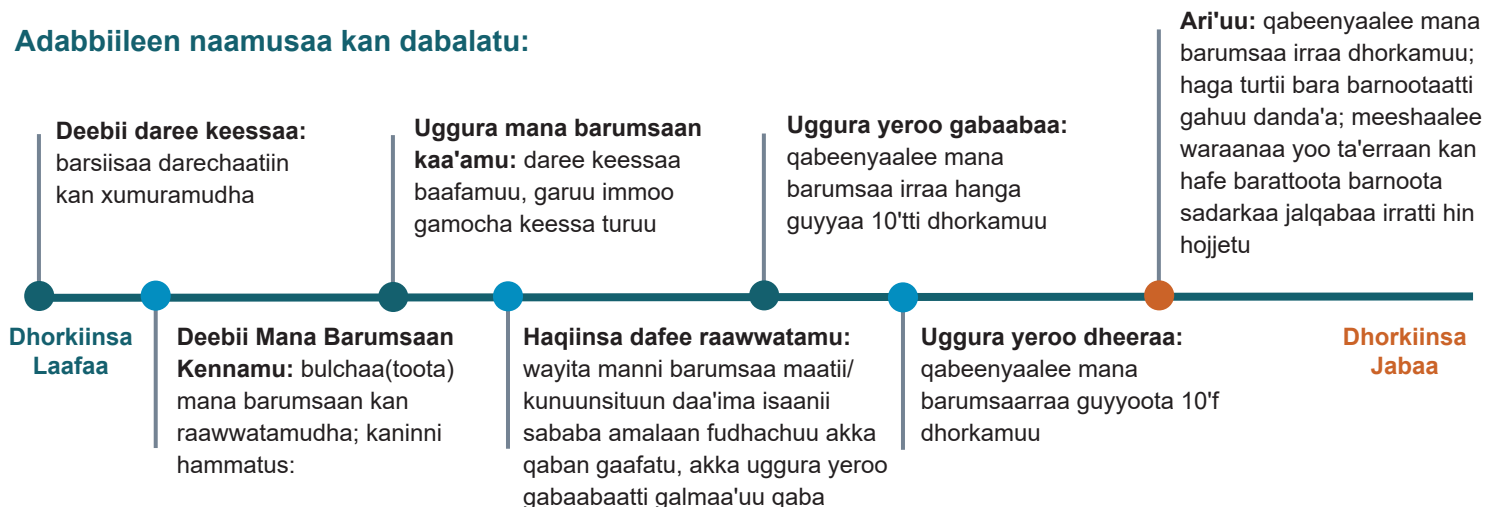 Adabbiileen naamusaa kan dabalatu:
Deebii daree keessaa:
barsiisaa darechaatiin
kan xumuramudha
Uggura mana barumsaan
kaa'amu: daree keessaa
baafamuu, garuu immoo
gamocha keessa turuu
Uggura yeroo gabaabaa:
qabeenyaalee mana
barumsaa irraa hanga
guyyaa 10'tti dhorkamuu
Ari'uu: qabeenyaalee mana
barumsaa irraa dhorkamuu;
haga turtii bara barnootaatti
gahuu danda'a; meeshaalee
waraanaa yoo ta'erraan kan
hafe barattoota barnoota
sadarkaa jalqabaa irratti hin
hojjetu
Dhorkiinsa
Laafaa
Deebii Mana Barumsaan
Kennamu: bulchaa(toota)
mana barumsaan kan
raawwatamudha; kaninni
hammatus:
Haqiinsa dafee raawwatamu:
wayita manni barumsaa maatii/
kunuunsituun daa'ima isaanii
sababa amalaan fudhachuu akka
qaban gaafatu, akka uggura yeroo
gabaabaatti galmaa'uu qaba
Uggura yeroo dheeraa:
qabeenyaalee mana
barumsaarraa guyyoota 10'f
dhorkamuu
Dhorkiinsa
Jabaa